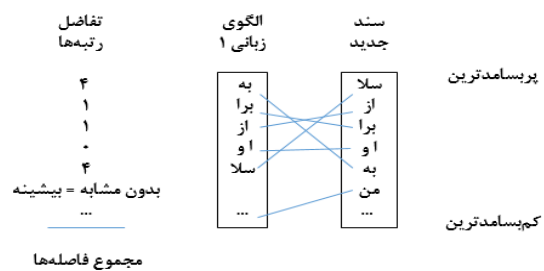 سند جدید
الگوی زبانی ۱
تفاضل رتبه‌ها
پربسامدترین
سلا به ۴
از برا ۱
برا از ۱
او او ۰
به سلا ۴
من بدون مشابه = بیشینه
... ... ...
کم‌بسامدترین
مجموع فاصله‌ها